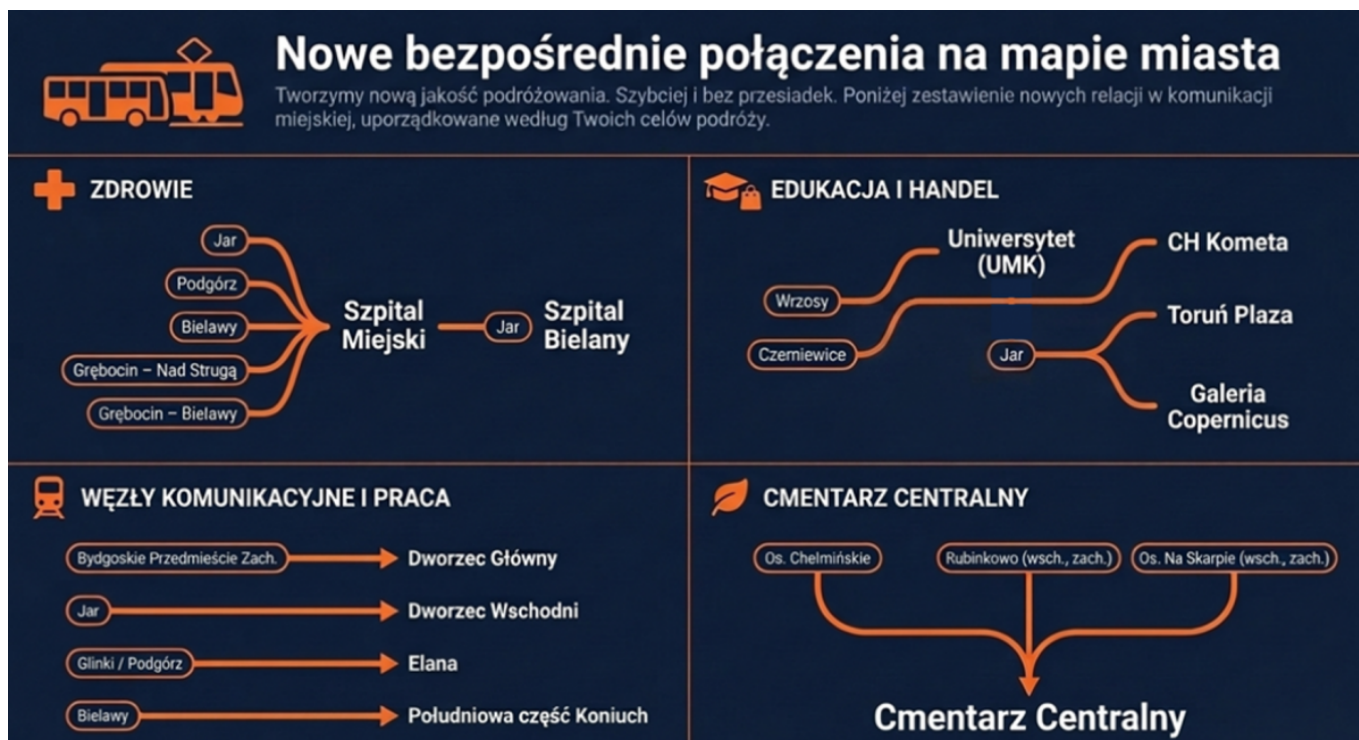 Nowe bezpośrednie połączenia na mapie miasta
Tworzymy nową jakość podróżowania. Szybciej i bez przesiadek. Poniżej zestawienie nowych relacji w komunikacji
miejskiej, uporządkowane według Twoich celów podróży.
ZDROWIE
Jar
Podgórz
Bielawy
Grębocin – Nad Strugą
Grębocin – Bielawy
Szpital
Miejski
Jar
Szpital
Bielany
EDUKACJA I HANDEL
Wrzosy
Czerniewice
Uniwersytet
(UMK)
Jar
CH Kometa
Toruń Plaza
Galeria
Copernicus
WĘZŁY KOMUNIKACYJNE I PRACA
Bydgoskie Przedmieście Zach.
Dworzec Główny
Jar
Dworzec Wschodni
Glinki / Podgórz
Elana
Bielawy
Południowa część Koniuch
CMENTARZ CENTRALNY
Os. Chełmińskie
Rubinkowo (wsch., zach.)
Os. Na Skarpie (wsch., zach.)
Cmentarz Centralny